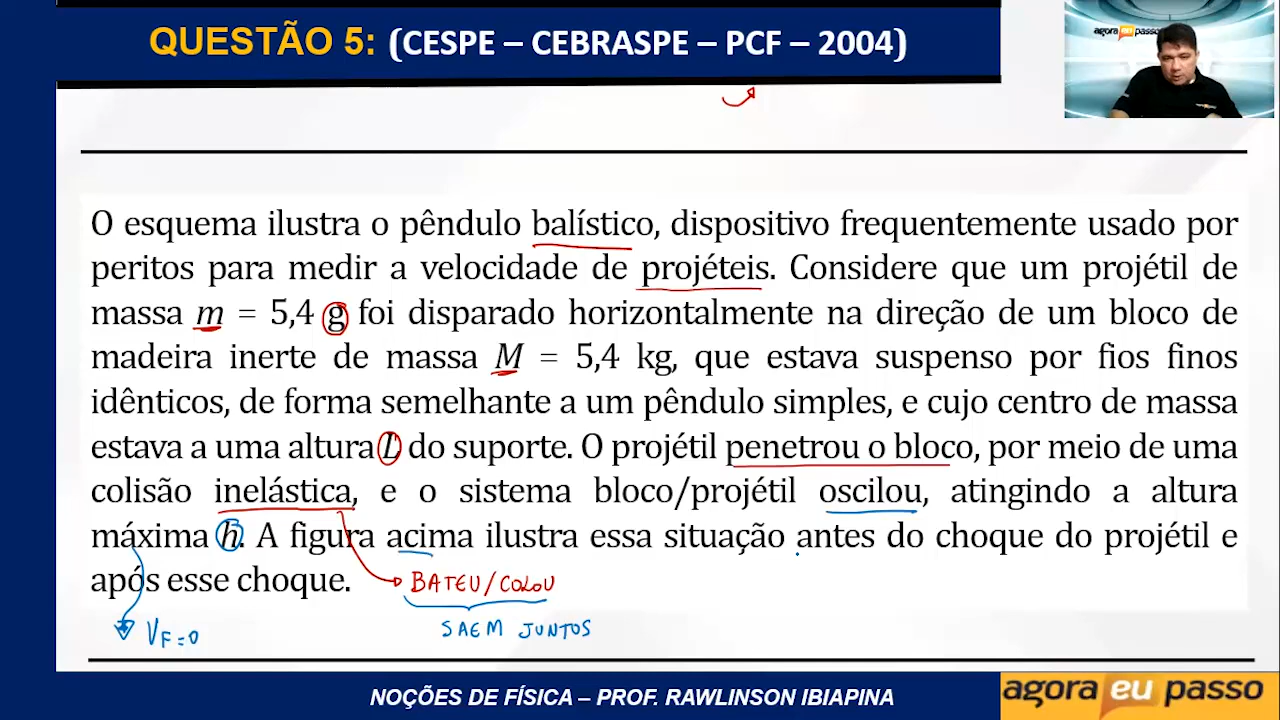 QUESTÃO 5: (CESPE – CEBRASPE – PCF – 2004)
agora eu passo
O esquema ilustra o pêndulo balístico, dispositivo frequentemente usado por
peritos para medir a velocidade de projéteis. Considere que um projétil de
massa m = 5,4 g foi disparado horizontalmente na direção de um bloco de
madeira inerte de massa M = 5,4 kg, que estava suspenso por fios finos
idênticos, de forma semelhante a um pêndulo simples, e cujo centro de massa
estava a uma altura L do suporte. O projétil penetrou o bloco, por meio de uma
colisão inelástica, e o sistema bloco/projétil oscilou, atingindo a altura
máxima h. A figura acima ilustra essa situação antes do choque do projétil e
após esse choque.
BATEU/COLOU
SAEM JUNTOS
VF=0
NOÇÕES DE FÍSICA – PROF. RAWLINSON IBIAPINA
agora eu passo